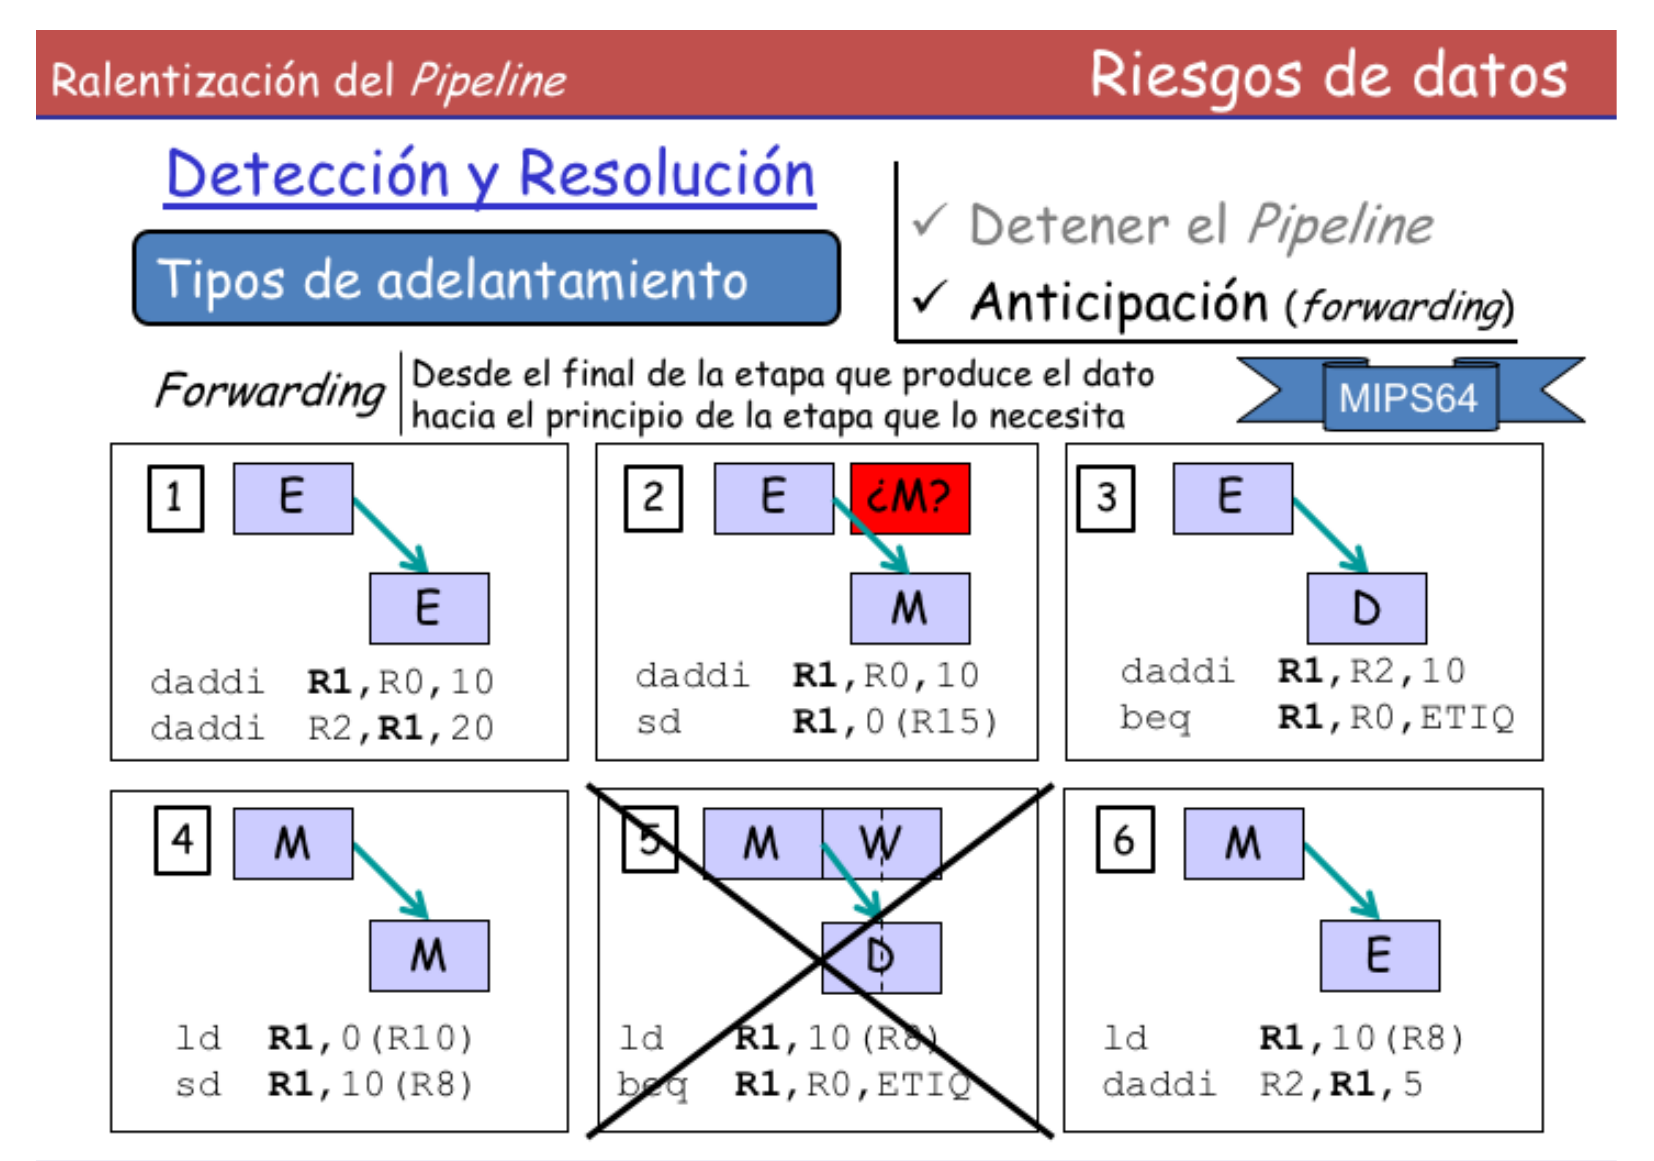 Ralentización del Pipeline
Riesgos de datos
Detección y Resolución
Tipos de adelantamiento
✓ Detener el Pipeline
✓ Anticipación (forwarding)
Forwarding
Desde el final de la etapa que produce el dato
hacia el principio de la etapa que lo necesita
MIPS64
1
E
E
daddi R1,R0,10
daddi R2,R1,20
2
E
¿M?
M
daddi R1,R0,10
sd R1,0(R15)
3
E
D
daddi R1,R2,10
beq R1,R0,ETIQ
4
M
M
ld R1,0(R10)
sd R1,10(R8)
5
M
W
D
ld R1,10(R8)
beq R1,R0,ETIQ
6
M
E
ld R1,10(R8)
daddi R2,R1,5